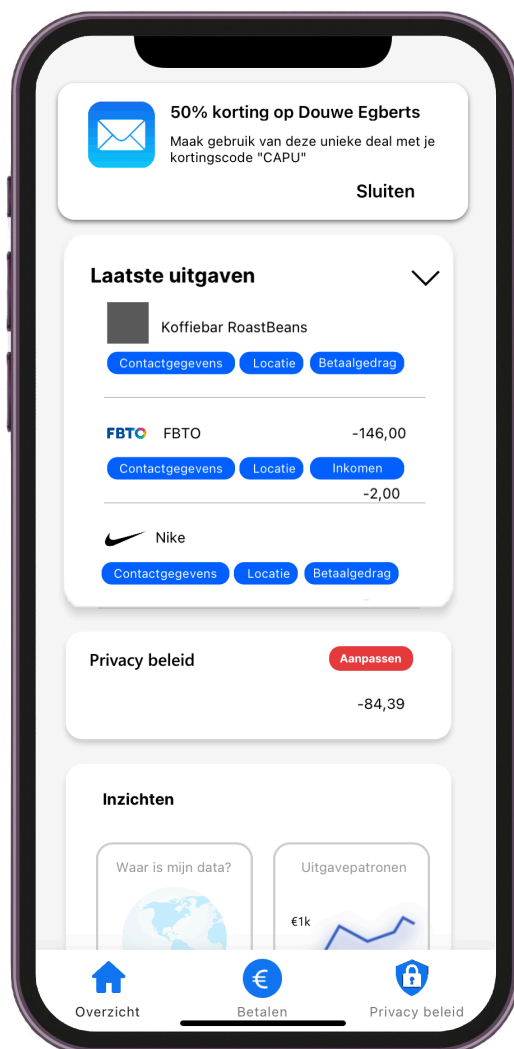 50% korting op Douwe Egberts
Maak gebruik van deze unieke deal met je
kortingscode "CAPU"
Sluiten
Laatste uitgaven
Koffiebar RoastBeans
Contactgegevens Locatie Betaalgedrag
FBTO FBTO -146,00
Contactgegevens Locatie Inkomen
-2,00
Nike
Contactgegevens Locatie Betaalgedrag
Privacy beleid Aanpassen
-84,39
Inzichten
Waar is mijn data? Uitgavepatronen
€1k
€
Overzicht Betalen Privacy beleid